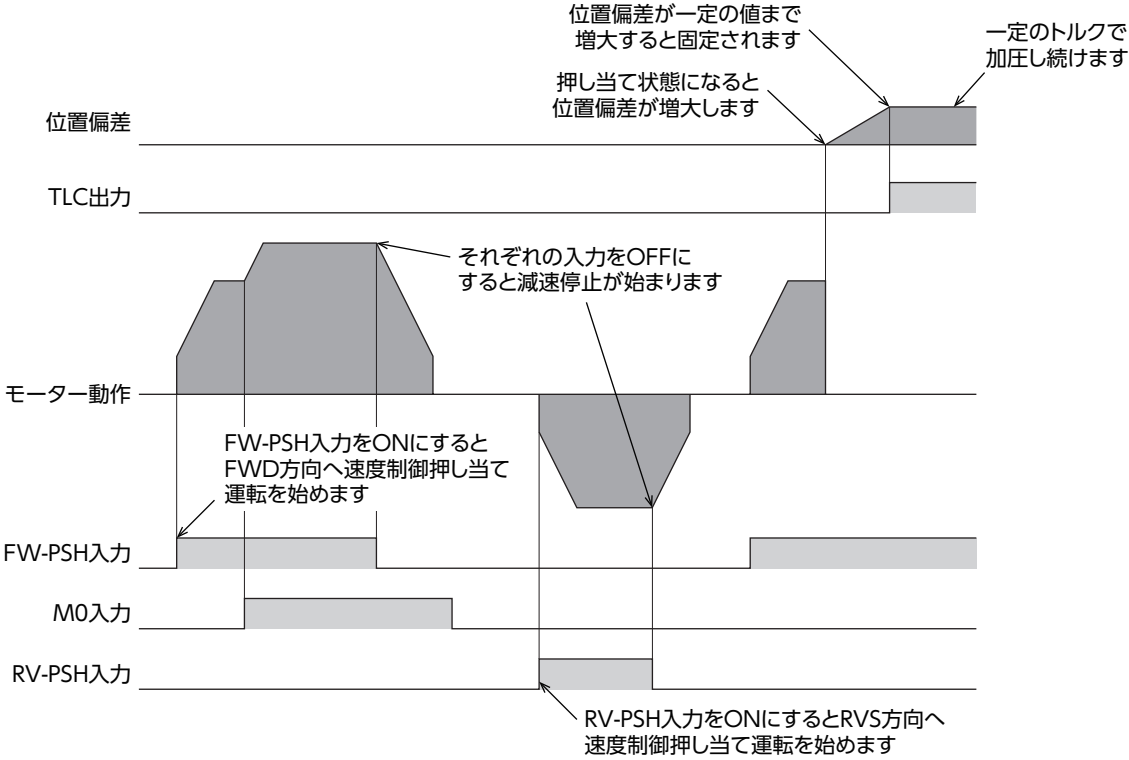 位置偏差が一定の値まで
増大すると固定されます
一定のトルクで
加圧し続けます
押し当て状態になると
位置偏差が増大します
位置偏差
TLC出力
それぞれの入力をOFFに
すると減速停止が始まります
モーター動作
FW-PSH入力をONにすると
FWD方向へ速度制御押し当て
運転を始めます
FW-PSH入力
M0入力
RV-PSH入力
RV-PSH入力をONにするとRVS方向へ
速度制御押し当て運転を始めます